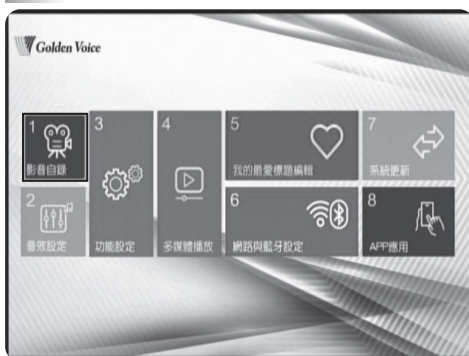 Golden Voice
1
影音自錄
2
音效設定
3
功能設定
4
多媒體播放
5
我的最愛標題編輯
6
網路與藍牙設定
7
系統更新
8
APP應用